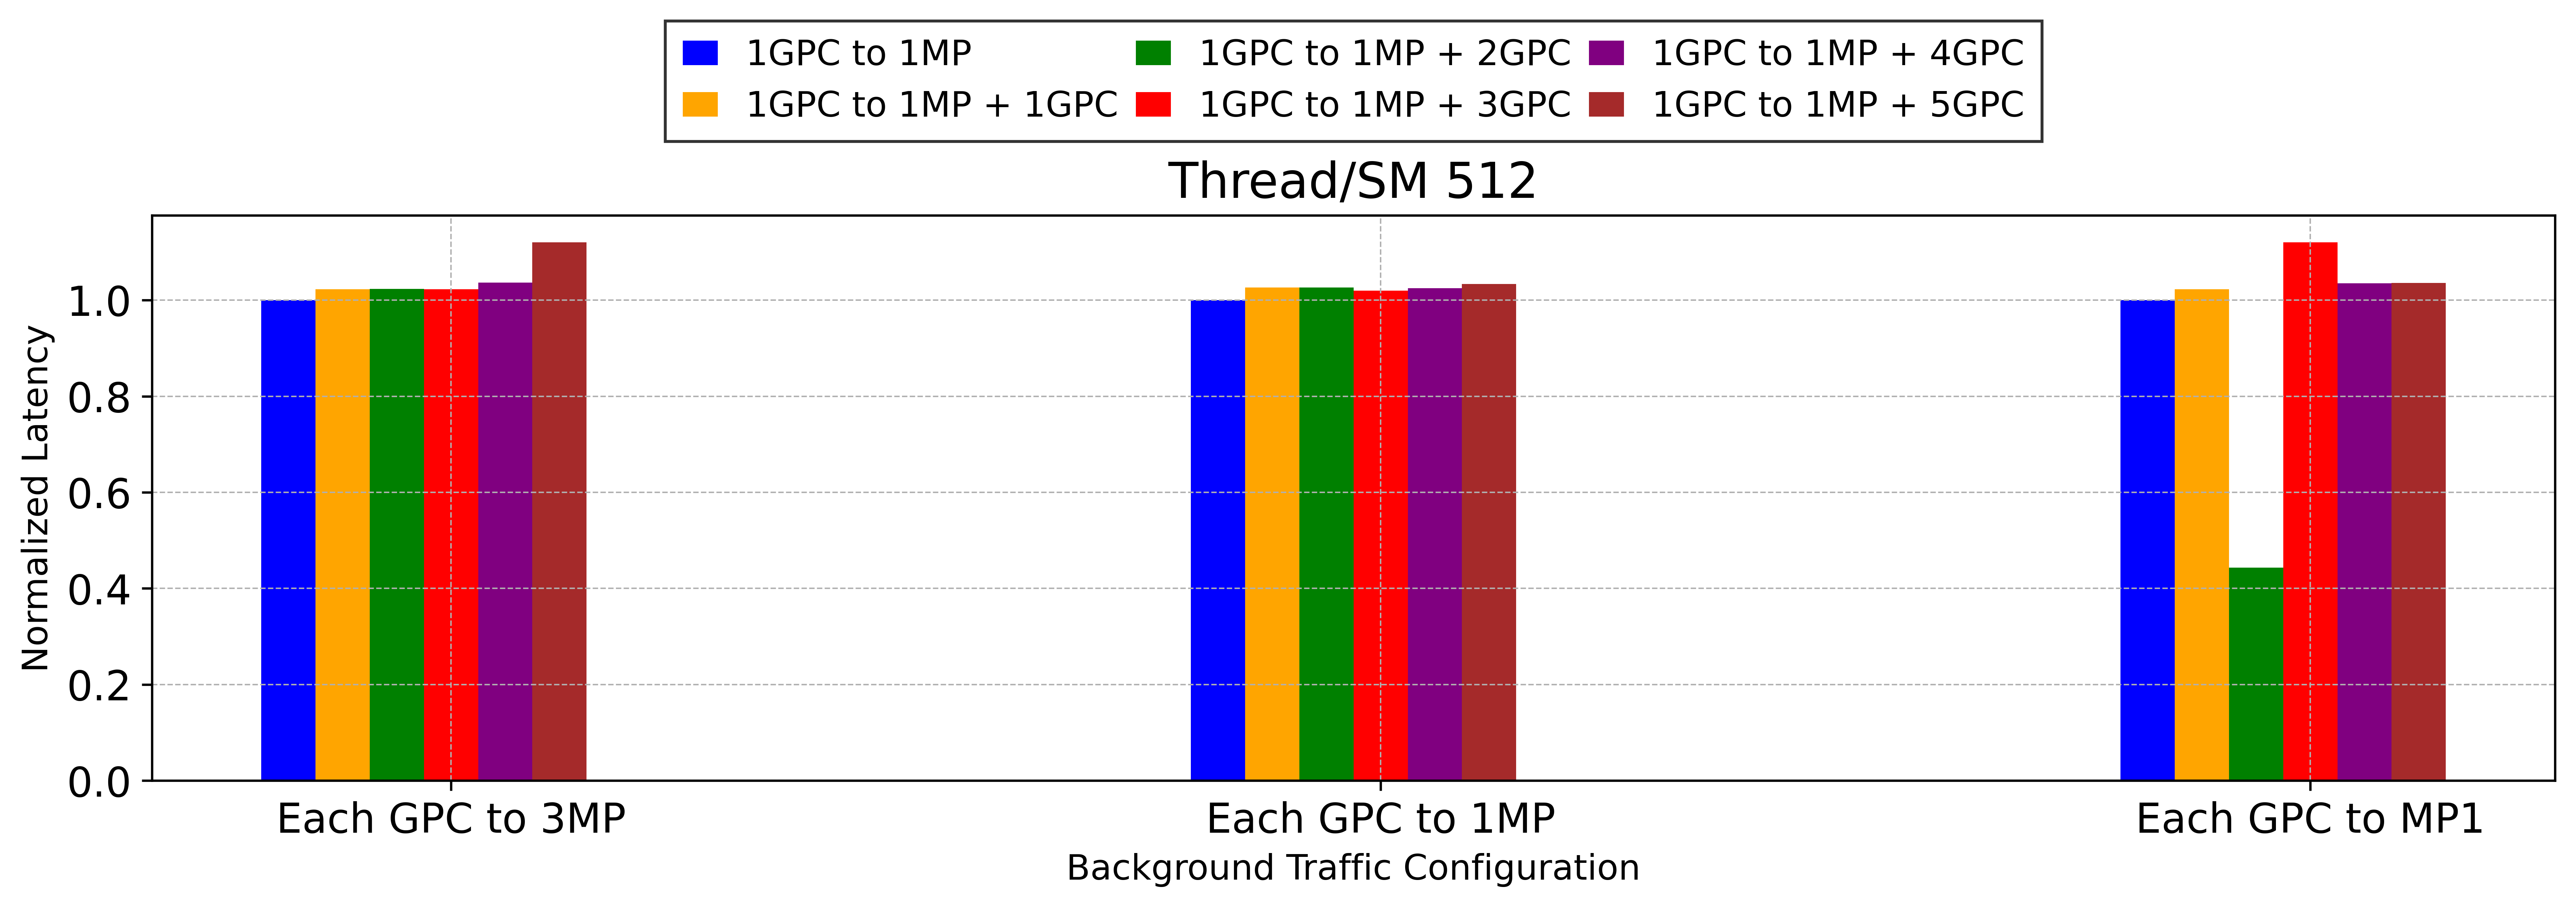 1GPC to 1MP
1GPC to 1MP + 1GPC
1GPC to 1MP + 2GPC
1GPC to 1MP + 3GPC
1GPC to 1MP + 4GPC
1GPC to 1MP + 5GPC
Thread/SM 512
Normalized Latency
1.0
0.8
0.6
0.4
0.2
0.0
Each GPC to 3MP
Each GPC to 1MP
Each GPC to MP1
Background Traffic Configuration